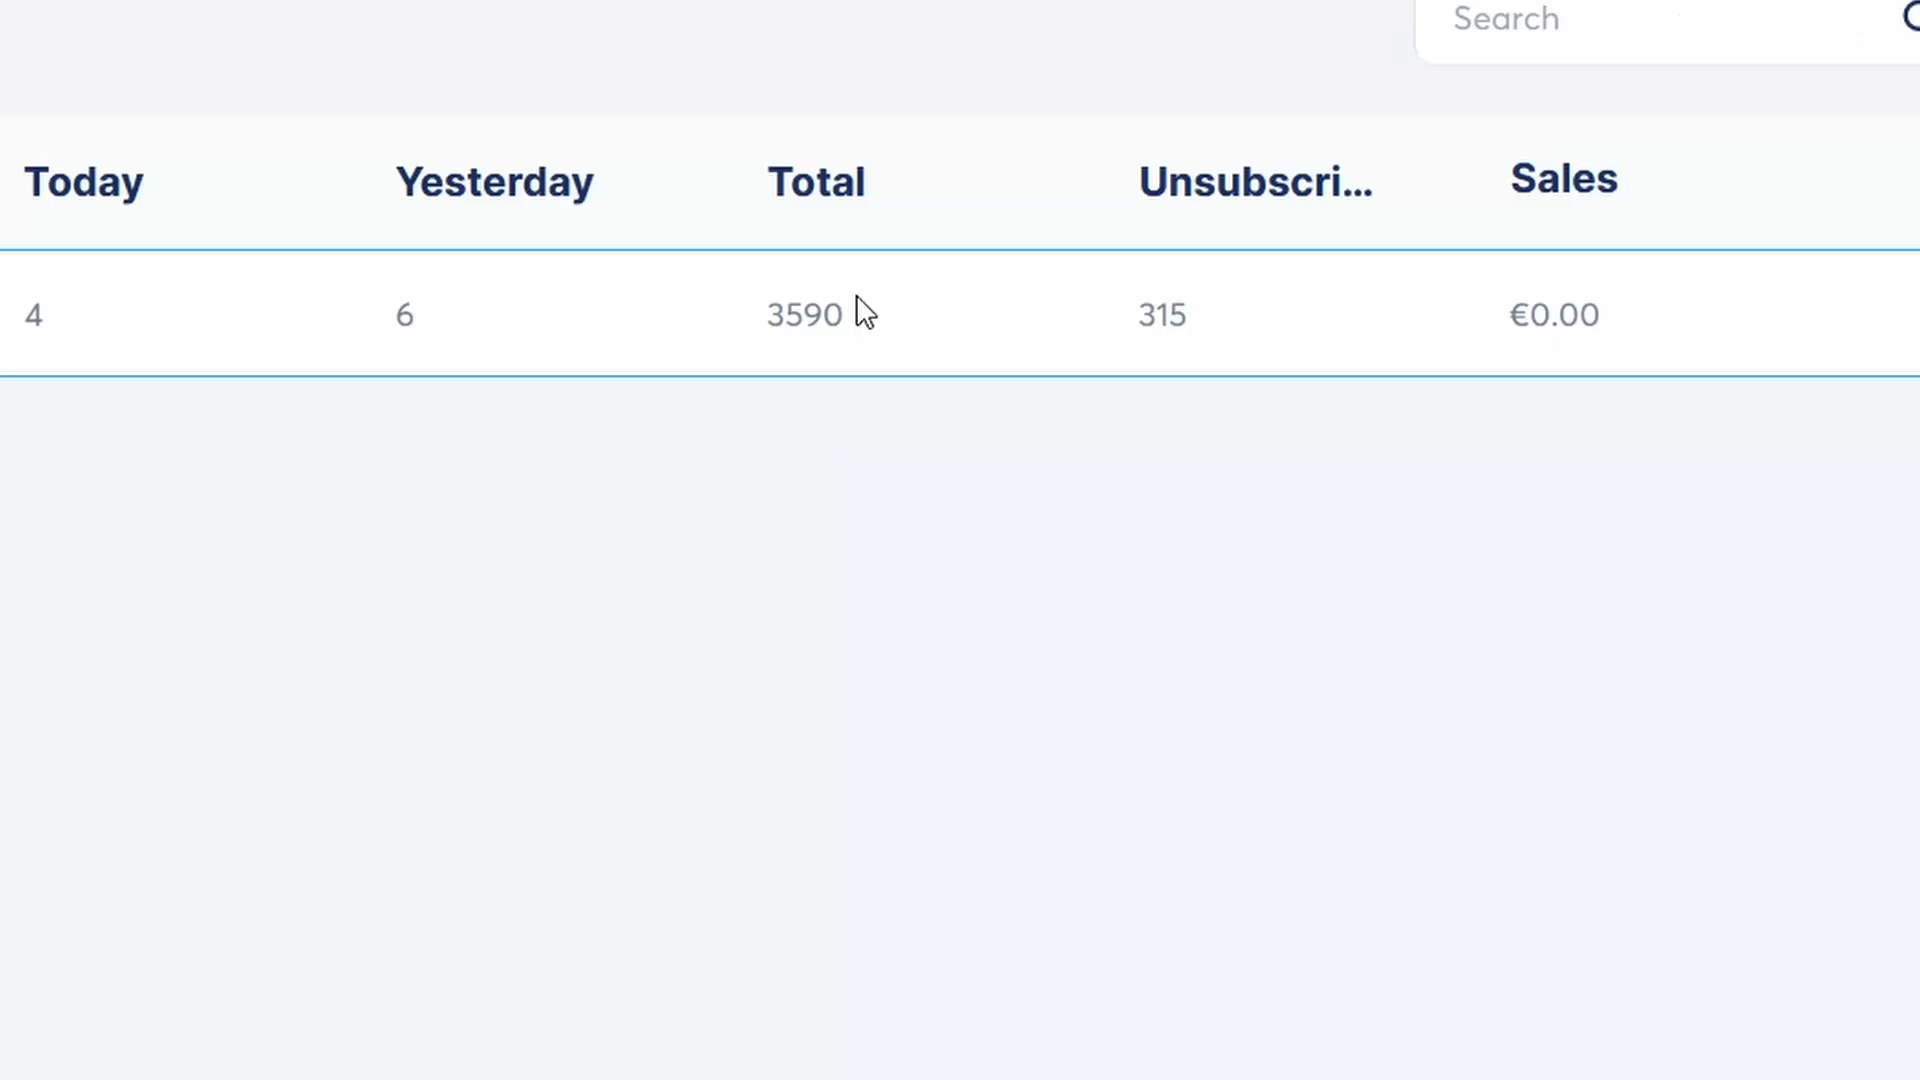 Search
Today Yesterday Total Unsubscri... Sales
4 6 3590 315 €0.00